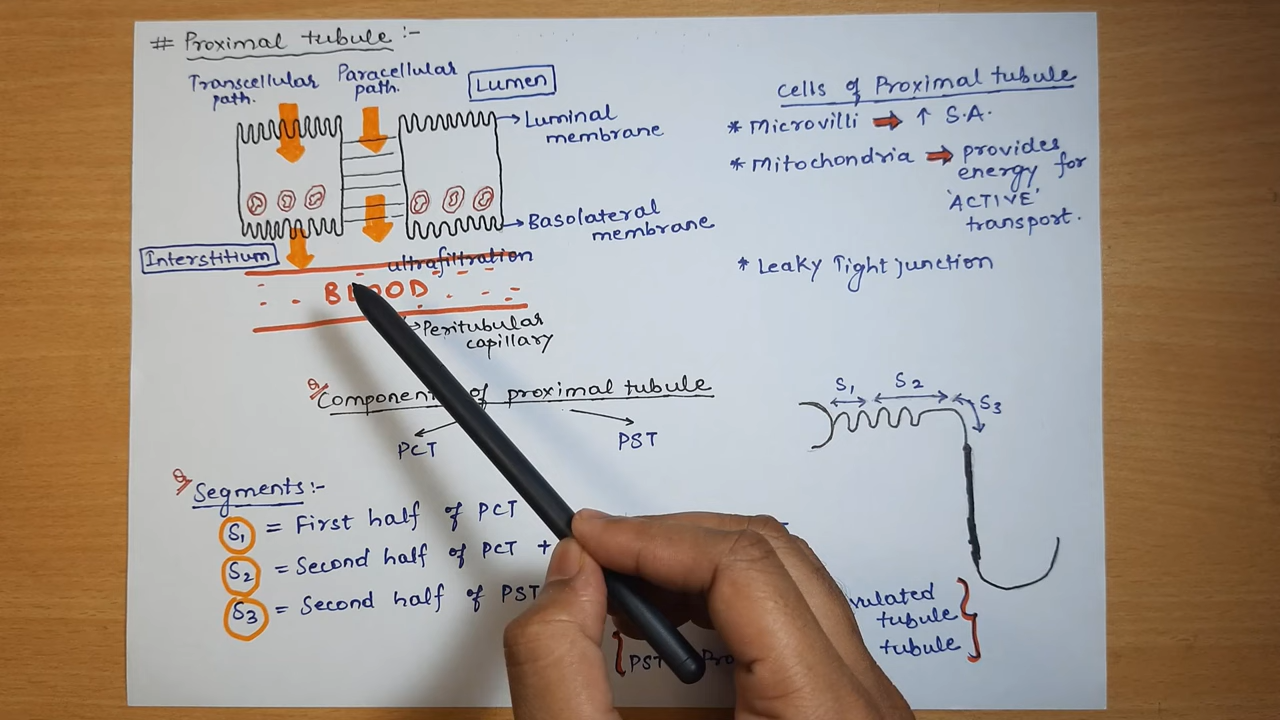 # Proximal tubule :-
Transcellular
path.
Paracellular
path.
Lumen
Luminal
membrane
Basolateral
membrane
Interstitium
ultrafiltration
BLOOD
Peritubular
capillary
Cells of Proximal tubule
* Microvilli → ↑ S.A.
* Mitochondria → provides
energy for
'ACTIVE'
transport.
* Leaky Tight junction
Components of proximal tubule
PCT
PST
Segments :-
S1 = First half of PCT
S2 = Second half of PCT +
S3 = Second half of PST
S1
S2
S3
tubule
PST
tubule